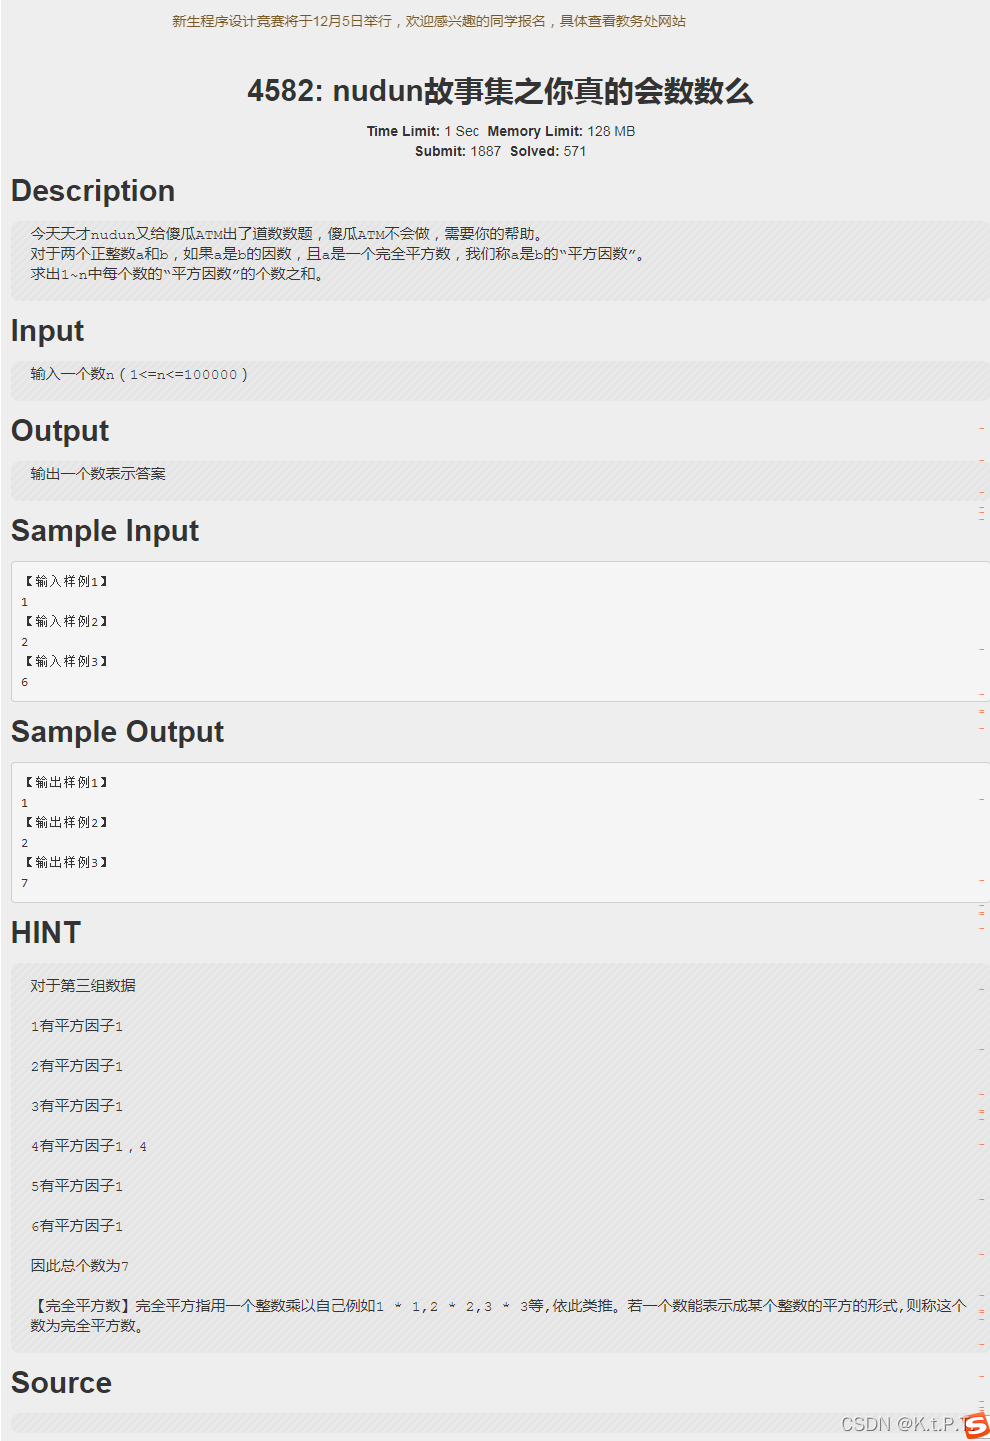 新生程序设计竞赛将于12月5日举行，欢迎感兴趣的同学报名，具体查看教务处网站
4582: nudun故事集之你真的会数数么
Time Limit: 1 Sec  Memory Limit: 128 MB
Submit: 1887  Solved: 571
Description
今天天才nudun又给傻瓜ATM出了道数数题，傻瓜ATM不会做，需要你的帮助。
对于两个正整数a和b，如果a是b的因数，且a是一个完全平方数，我们称a是b的“平方因数”。
求出1~n中每个数的“平方因数”的个数之和。
Input
输入一个数n（1<=n<=100000）
Output
输出一个数表示答案
Sample Input
【输入样例1】
1
【输入样例2】
2
【输入样例3】
6
Sample Output
【输出样例1】
1
【输出样例2】
2
【输出样例3】
7
HINT
对于第三组数据
1有平方因子1
2有平方因子1
3有平方因子1
4有平方因子1，4
5有平方因子1
6有平方因子1
因此总个数为7
【完全平方数】完全平方指用一个整数乘以自己例如1 * 1,2 * 2,3 * 3等,依此类推。若一个数能表示成某个整数的平方的形式,则称这个
数为完全平方数。
Source
CSDN @K.t.P.